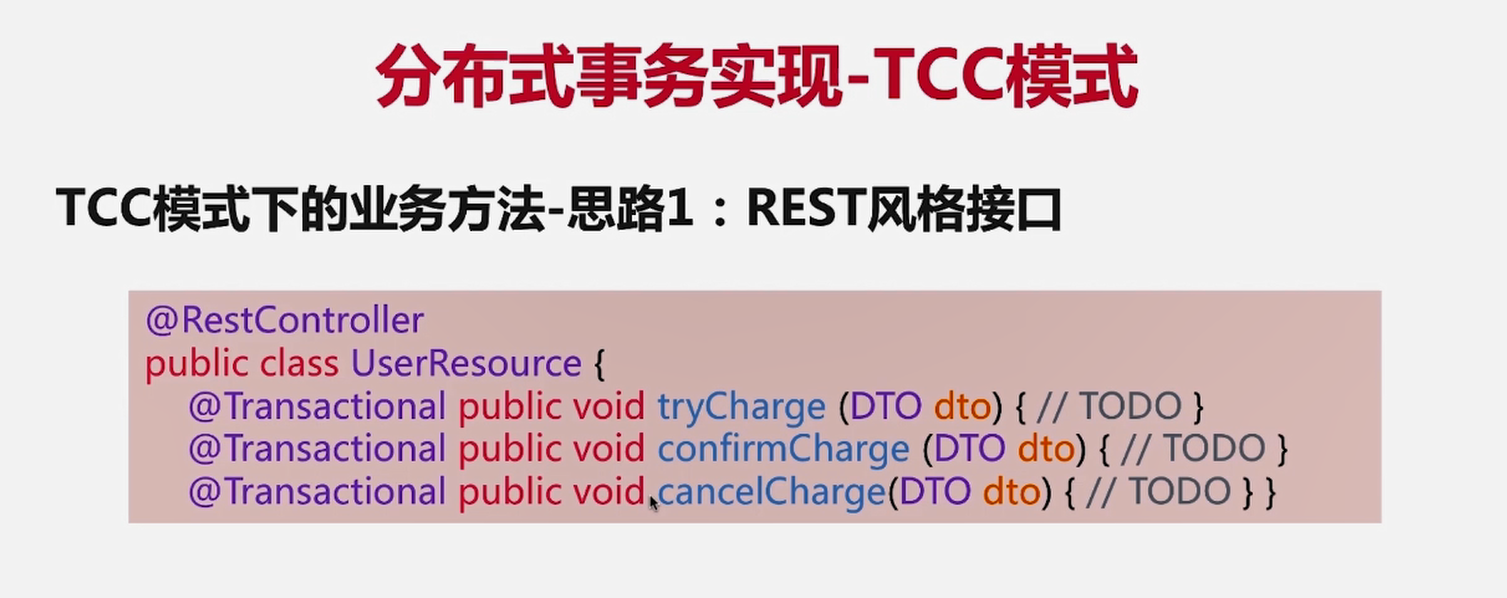 分布式事务实现-TCC模式
TCC模式下的业务方法-思路1：REST风格接口
@RestController
public class UserResource {
@Transactional public void tryCharge (DTO dto) { // TODO }
@Transactional public void confirmCharge (DTO dto) { // TODO }
@Transactional public void cancelCharge(DTO dto) { // TODO } }